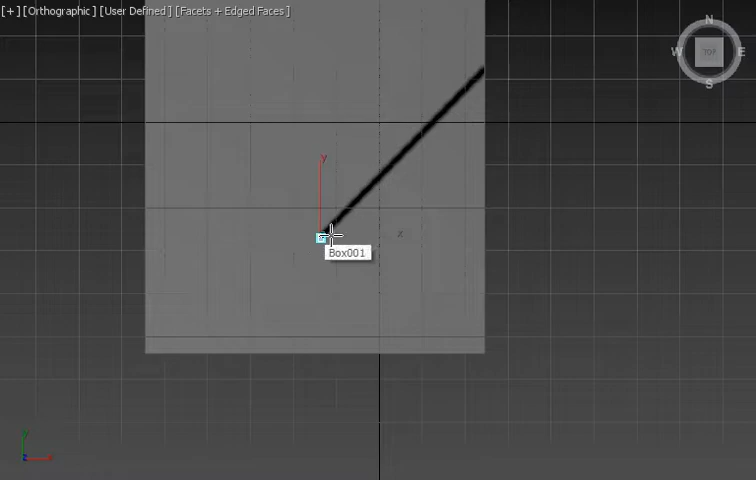 [+] [Orthographic] [User Defined] [Facets + Edged Faces]
N
W TOP E
S
y
x
Box001
y
z x